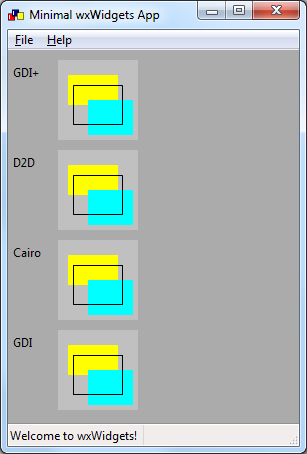 Minimal wxWidgets App
File Help
GDI+
D2D
Cairo
GDI
Welcome to wxWidgets!